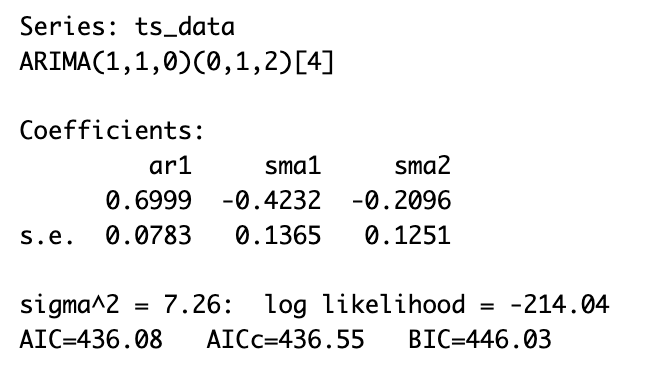 Series: ts_data
ARIMA(1,1,0)(0,1,2)[4]
Coefficients:
ar1 sma1 sma2
0.6999 -0.4232 -0.2096
s.e. 0.0783 0.1365 0.1251
sigma^2 = 7.26: log likelihood = -214.04
AIC=436.08 AICc=436.55 BIC=446.03